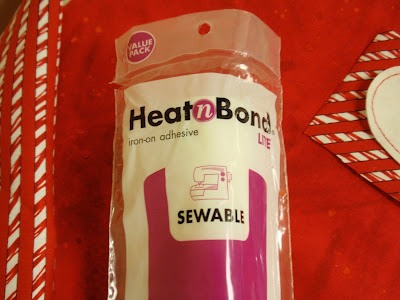 VALUE
PACK
HeatnBond
LITE
iron-on adhesive
SEWABLE